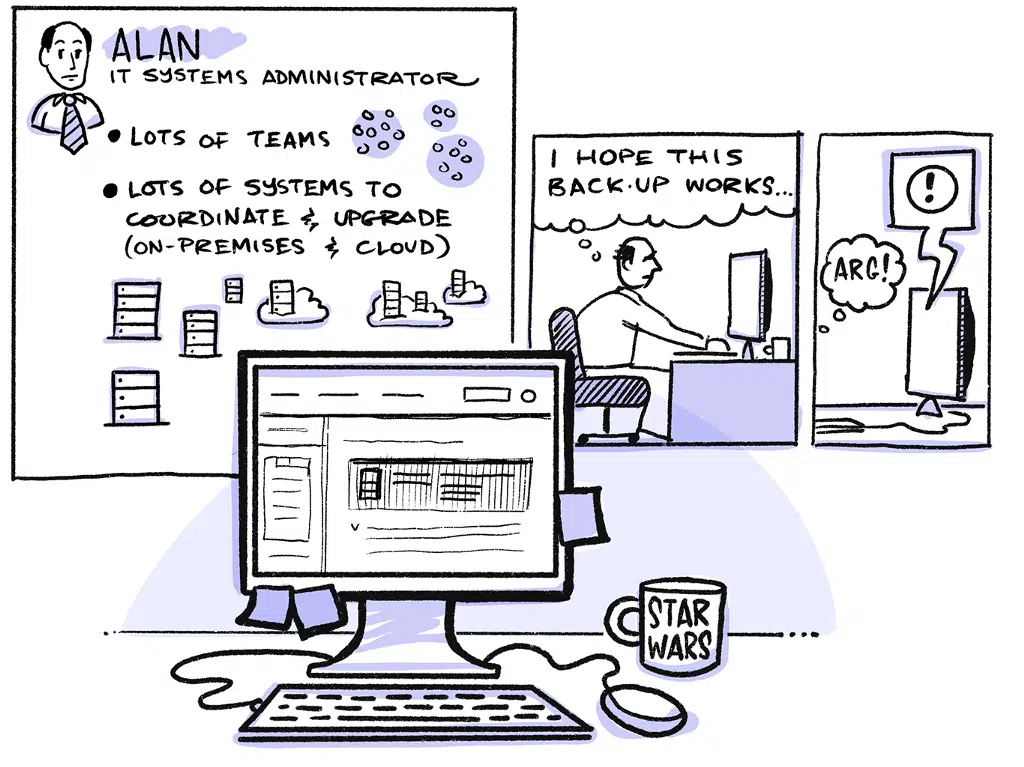 ALAN
IT SYSTEMS ADMINISTRATOR
• LOTS OF TEAMS
• LOTS OF SYSTEMS TO
COORDINATE & UPGRADE
(ON-PREMISES & CLOUD)
I HOPE THIS
BACK-UP WORKS...
!
ARG!
STAR
WARS